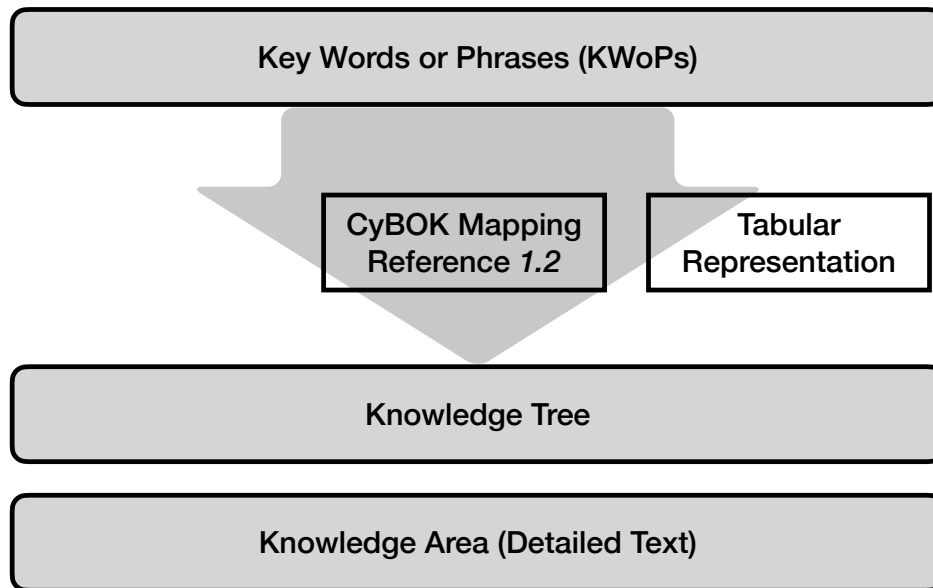 Key Words or Phrases (KWoPs)
CyBOK Mapping
Reference 1.2
Tabular
Representation
Knowledge Tree
Knowledge Area (Detailed Text)